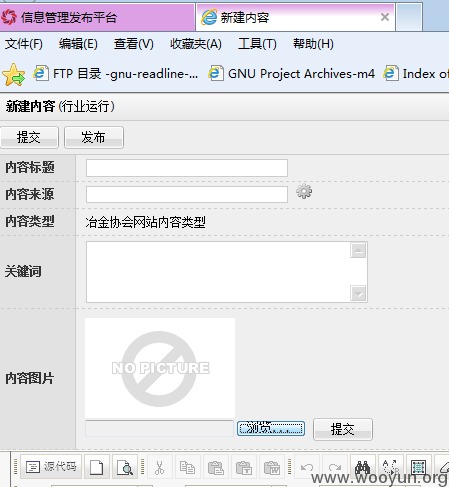 信息管理发布平台 新建内容
文件(F) 编辑(E) 查看(V) 收藏夹(A) 工具(T) 帮助(H)
FTP 目录 -gnu-readline-... GNU Project Archives-m4 Index of
新建内容 (行业运行)
提交 发布
内容标题
内容来源
内容类型 冶金协会网站内容类型
关键词
NO PICTURE
内容图片
浏览... 提交
源代码
www.wooyun.org